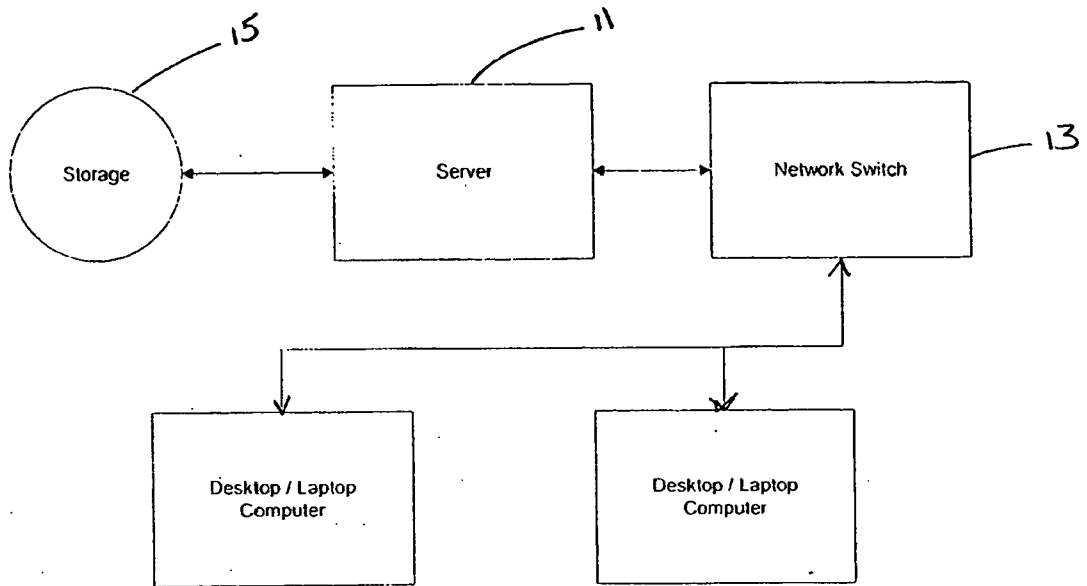 15
11
13
Storage
Server
Network Switch
Desktop / Laptop
Computer
Desktop / Laptop
Computer